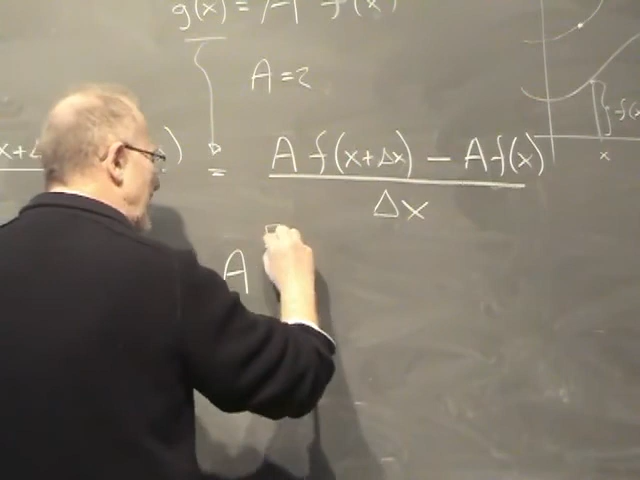 g(x) = A f(x)
A = 2
x+Δ ) = A f(x+Δx) − A f(x)
Δx
A
f(x
x